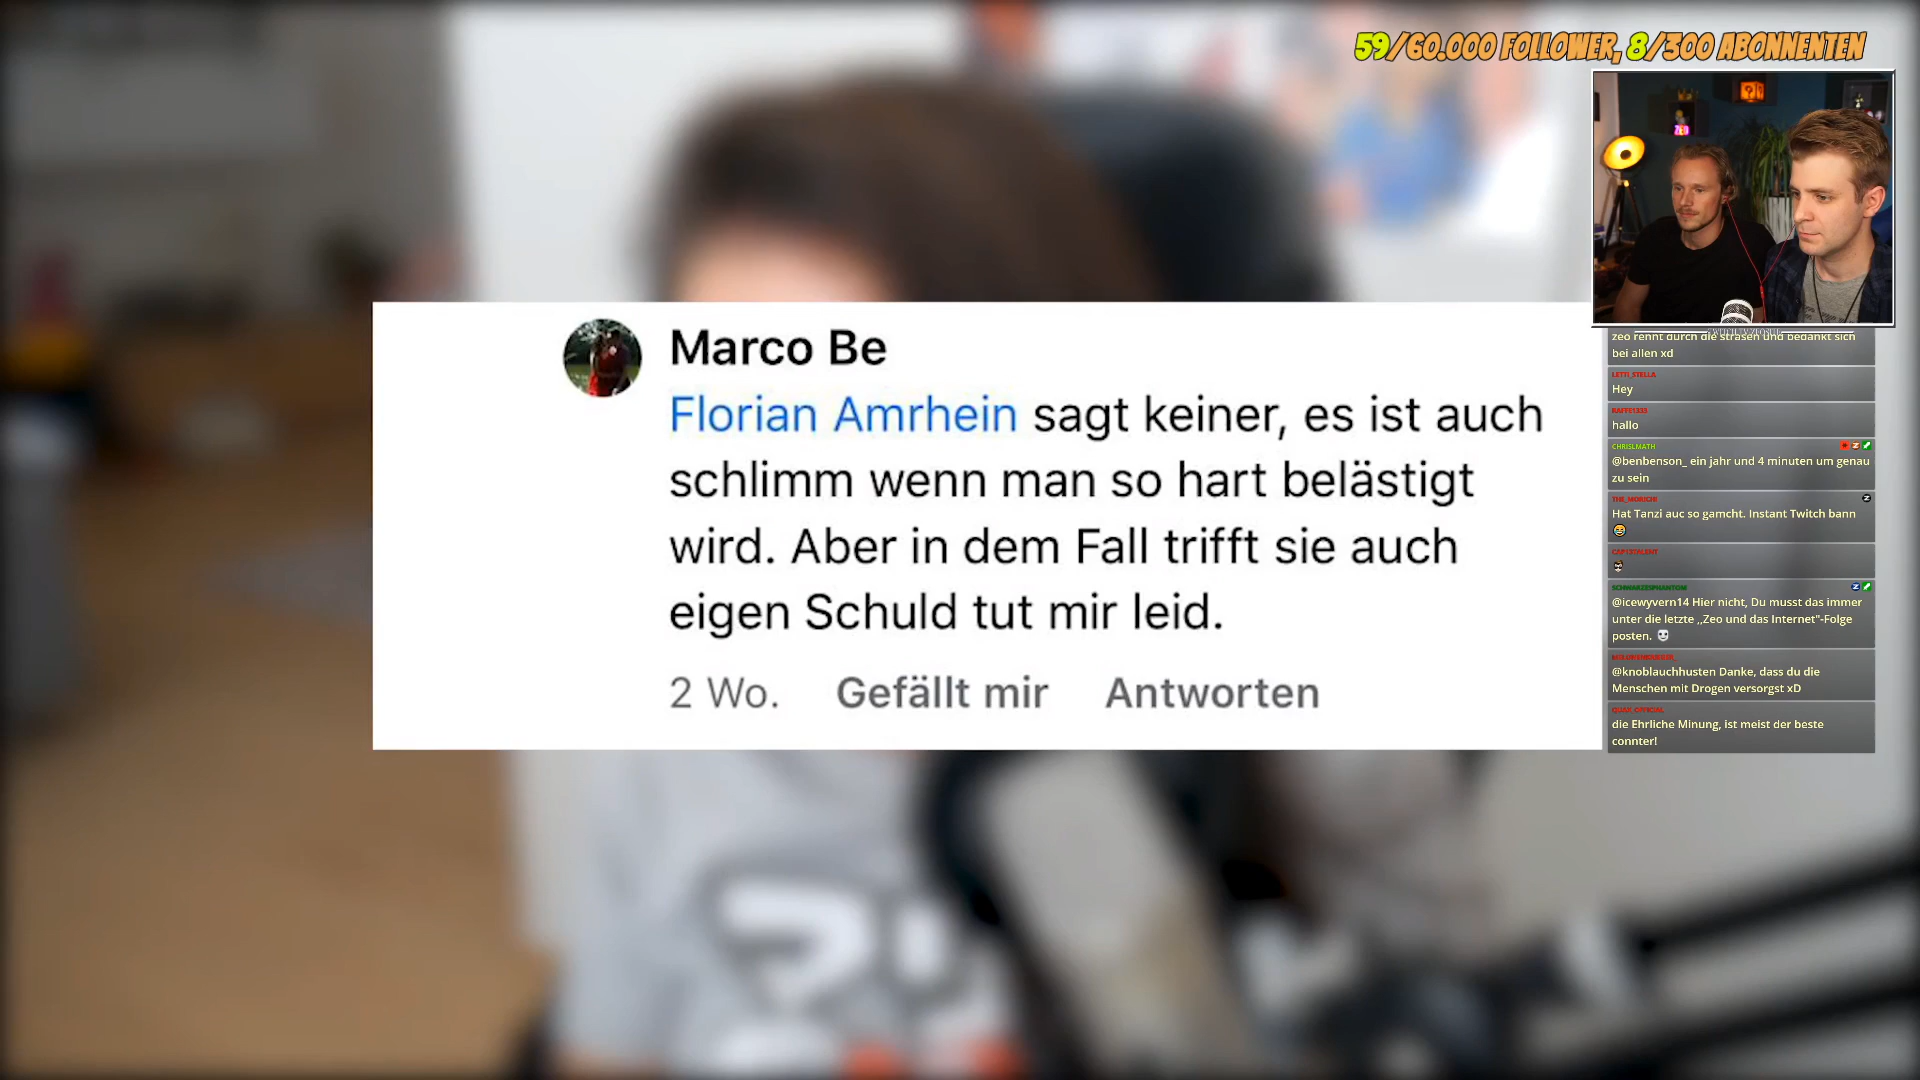 59/60.000 FOLLOWER, 8/300 ABONNENTEN
Marco Be
Florian Amrhein sagt keiner, es ist auch
schlimm wenn man so hart belästigt
wird. Aber in dem Fall trifft sie auch
eigen Schuld tut mir leid.
2 Wo. Gefällt mir Antworten
zeo rennt durch die strasen und bedankt sich
bei allen xd
LETTI_STELLA
Hey
hallo
CHRISLMATH
@benbenson_ ein jahr und 4 minuten um genau
zu sein
THE_MORICHI
Hat Tanzi auc so gamcht. Instant Twitch bann
SCHWARZESPHANTOM
@icewyvern14 Hier nicht, Du musst das immer
unter die letzte ,,Zeo und das Internet"-Folge
posten.
@knoblauchhusten Danke, dass du die
Menschen mit Drogen versorgst xD
die Ehrliche Minung, ist meist der beste
connter!